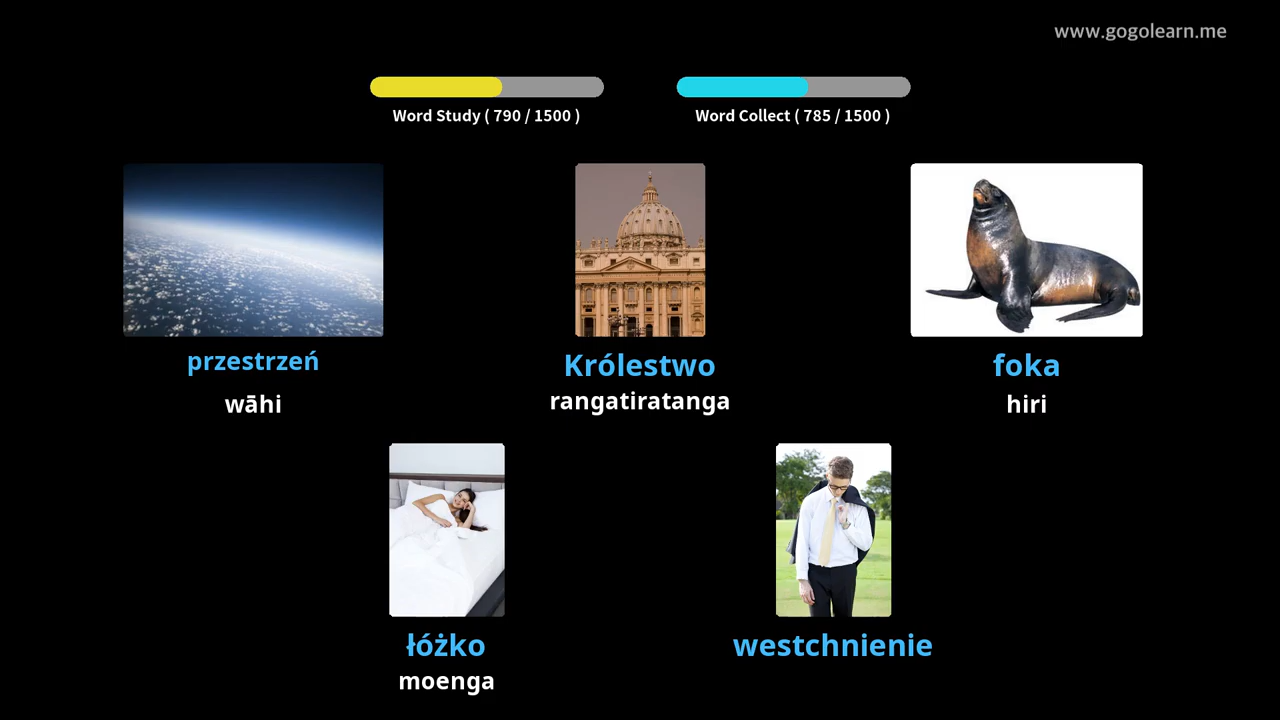 www.gogolearn.me
Word Study ( 790 / 1500 )
Word Collect ( 785 / 1500 )
przestrzeń
wāhi
Królestwo
rangatiratanga
foka
hiri
łóżko
moenga
westchnienie